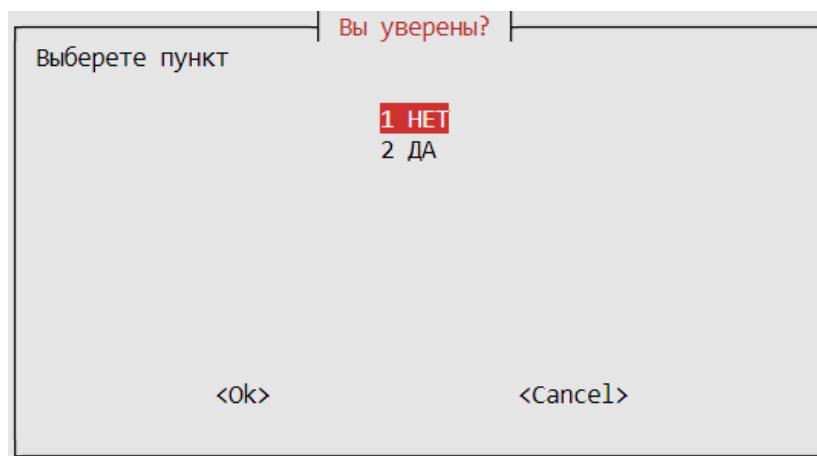 Вы уверены?
Выберете пункт
1 НЕТ
2 ДА
<Ok> <Cancel>